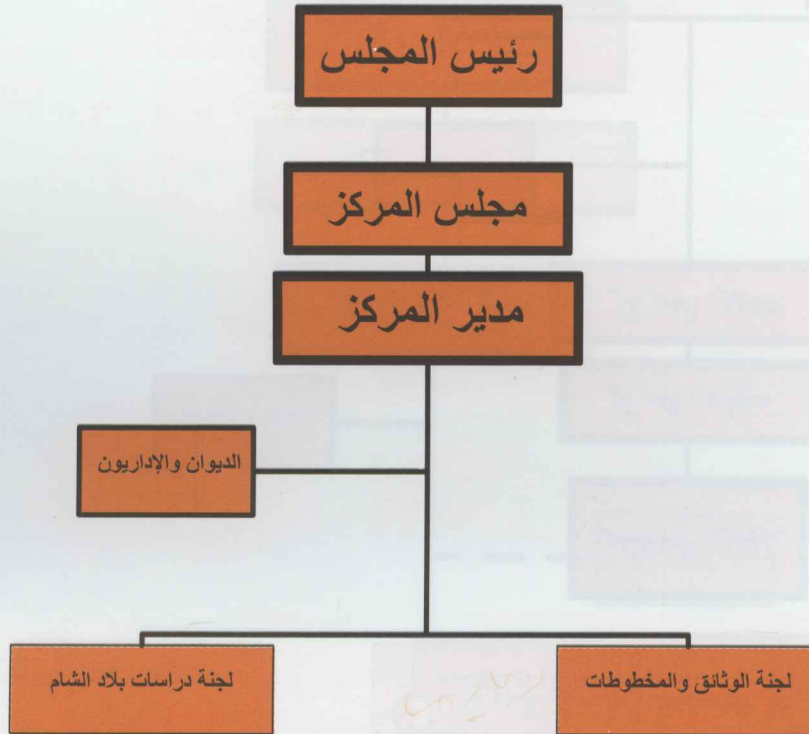 رئيس المجلس
مجلس المركز
مدير المركز
الديوان والإداريون
لجنة الوثائق والمخطوطات
لجنة دراسات بلاد الشام